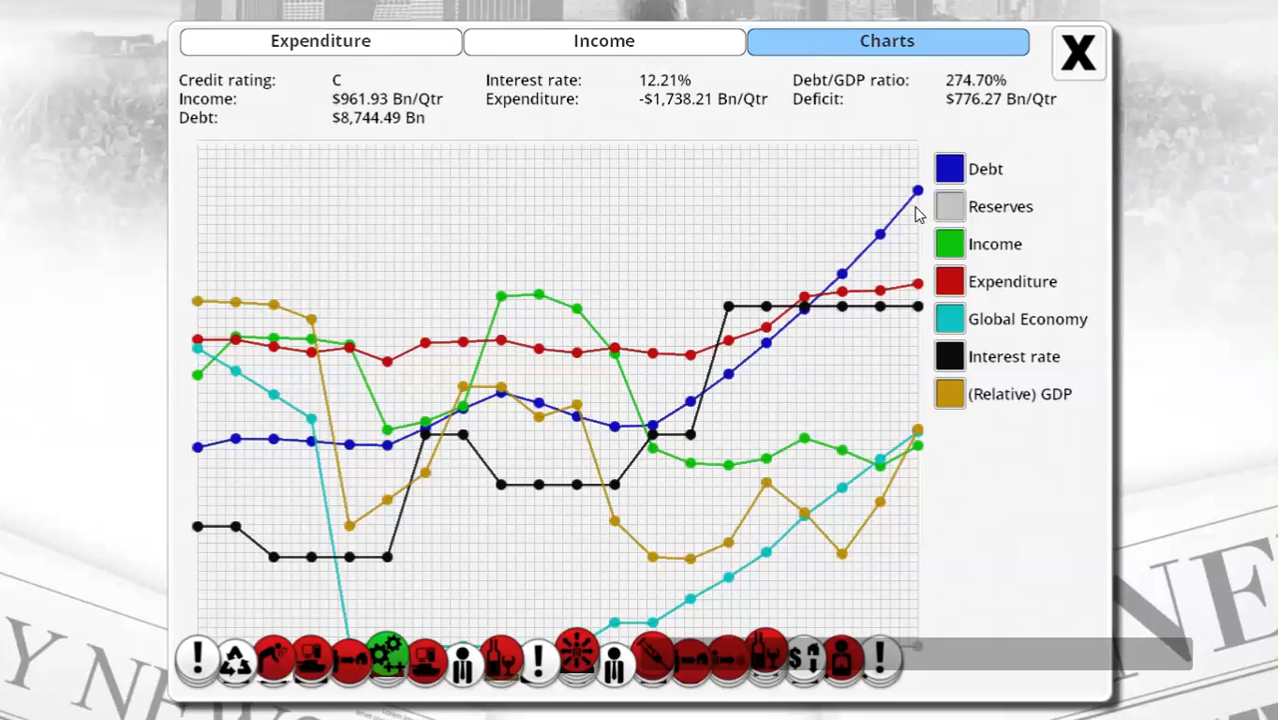 Expenditure Income Charts X
Credit rating: C Interest rate: 12.21% Debt/GDP ratio: 274.70%
Income: $961.93 Bn/Qtr Expenditure: -$1,738.21 Bn/Qtr Deficit: $776.27 Bn/Qtr
Debt: $8,744.49 Bn
Debt
Reserves
Income
Expenditure
Global Economy
Interest rate
(Relative) GDP
! ! $ !
Y NEWS
NE